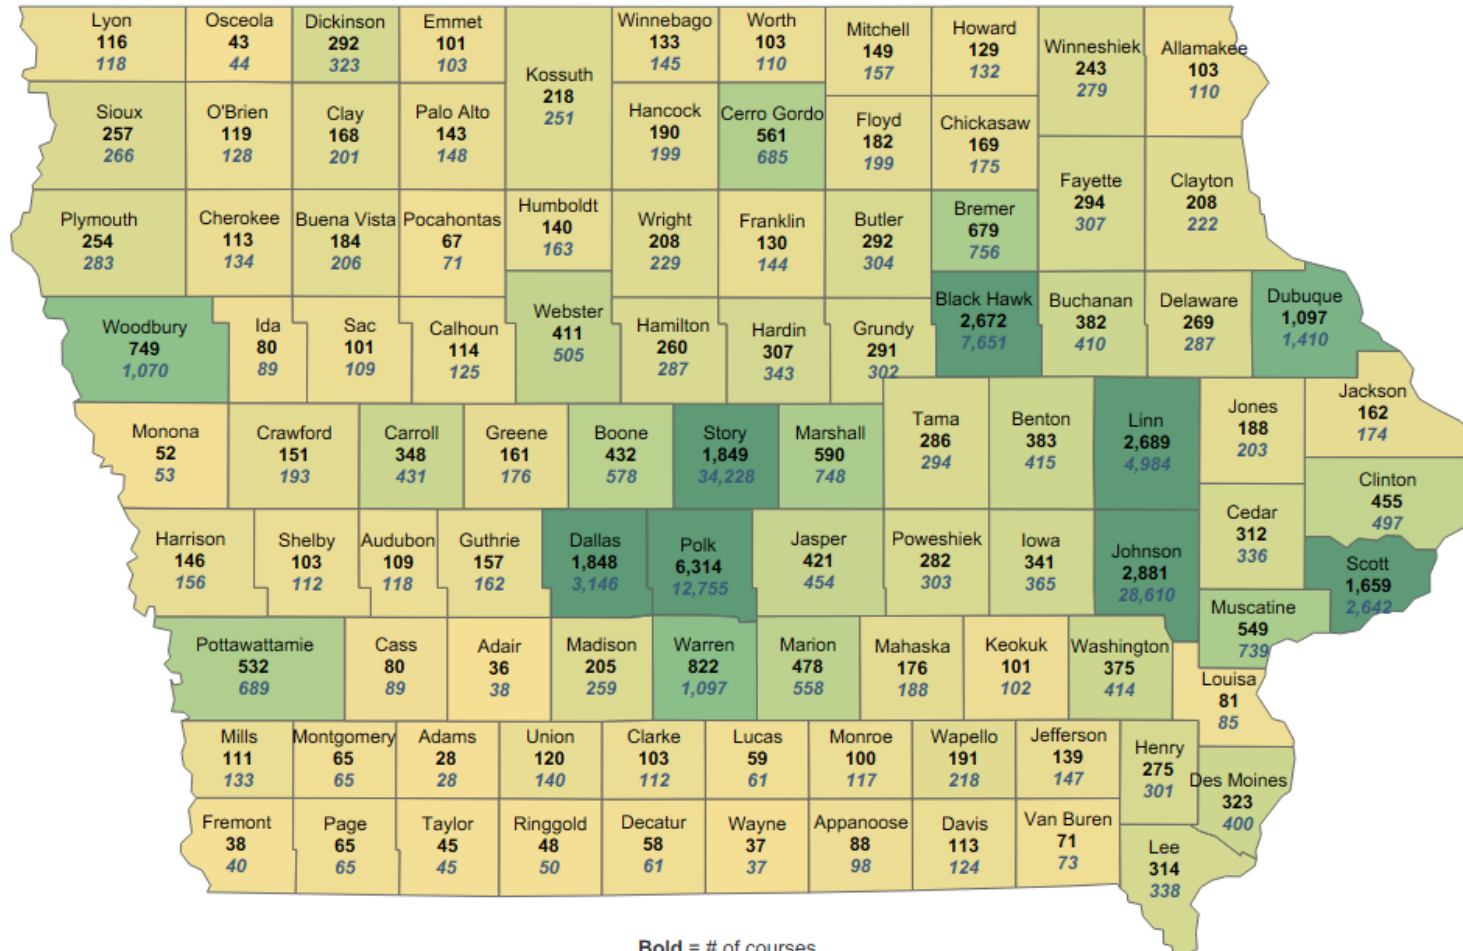 Lyon
116
118
Osceola
43
44
Dickinson
292
323
Emmet
101
103
Kossuth
218
251
Winnebago
133
145
Worth
103
110
Mitchell
149
157
Howard
129
132
Winneshiek
243
279
Allamakee
103
110
Sioux
257
266
O'Brien
119
128
Clay
168
201
Palo Alto
143
148
Hancock
190
199
Cerro Gordo
561
685
Floyd
182
199
Chickasaw
169
175
Fayette
294
307
Clayton
208
222
Plymouth
254
283
Cherokee
113
134
Buena Vista
184
206
Pocahontas
67
71
Humboldt
140
163
Wright
208
229
Franklin
130
144
Butler
292
304
Bremer
679
756
Woodbury
749
1,070
Ida
80
89
Sac
101
109
Calhoun
114
125
Webster
411
505
Hamilton
260
287
Hardin
307
343
Grundy
291
302
Black Hawk
2,672
7,651
Buchanan
382
410
Delaware
269
287
Dubuque
1,097
1,410
Monona
52
53
Crawford
151
193
Carroll
348
431
Greene
161
176
Boone
432
578
Story
1,849
34,228
Marshall
590
748
Tama
286
294
Benton
383
415
Linn
2,689
4,984
Jones
188
203
Jackson
162
174
Clinton
455
497
Harrison
146
156
Shelby
103
112
Audubon
109
118
Guthrie
157
162
Dallas
1,848
3,146
Polk
6,314
12,755
Jasper
421
454
Poweshiek
282
303
Iowa
341
365
Johnson
2,881
28,610
Cedar
312
336
Scott
1,659
2,642
Muscatine
549
739
Pottawattamie
532
689
Cass
80
89
Adair
36
38
Madison
205
259
Warren
822
1,097
Marion
478
558
Mahaska
176
188
Keokuk
101
102
Washington
375
414
Louisa
81
85
Mills
111
133
Montgomery
65
65
Adams
28
28
Union
120
140
Clarke
103
112
Lucas
59
61
Monroe
100
117
Wapello
191
218
Jefferson
139
147
Henry
275
301
Des Moines
323
400
Fremont
38
40
Page
65
65
Taylor
45
45
Ringgold
48
50
Decatur
58
61
Wayne
37
37
Appanoose
88
98
Davis
113
124
Van Buren
71
73
Lee
314
338
Bold = # of courses